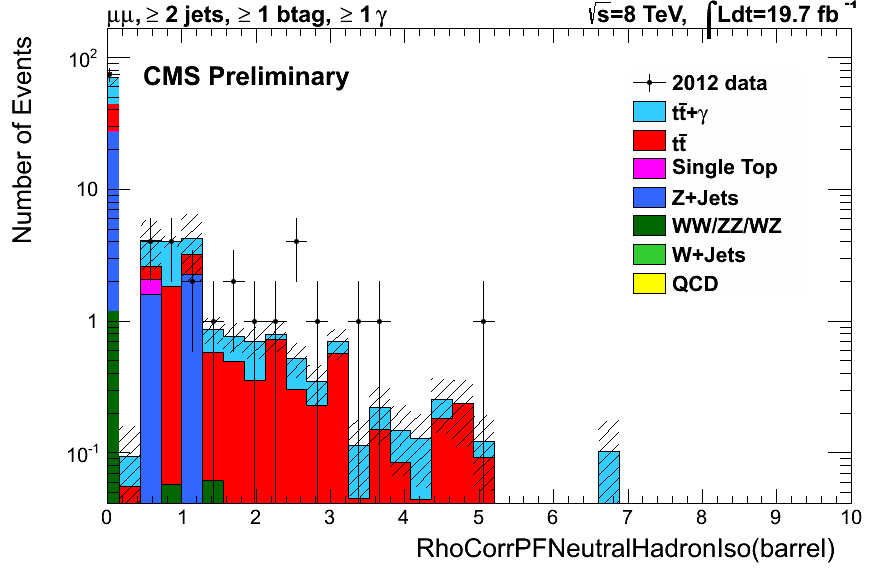 μμ, ≥ 2 jets, ≥ 1 btag, ≥ 1 γ
√s=8 TeV, ∫Ldt=19.7 fb⁻¹
CMS Preliminary
2012 data
tt̄+γ
tt̄
Single Top
Z+Jets
WW/ZZ/WZ
W+Jets
QCD
Number of Events
10²
10
1
10⁻¹
0 1 2 3 4 5 6 7 8 9 10
RhoCorrPFNeutralHadronIso(barrel)